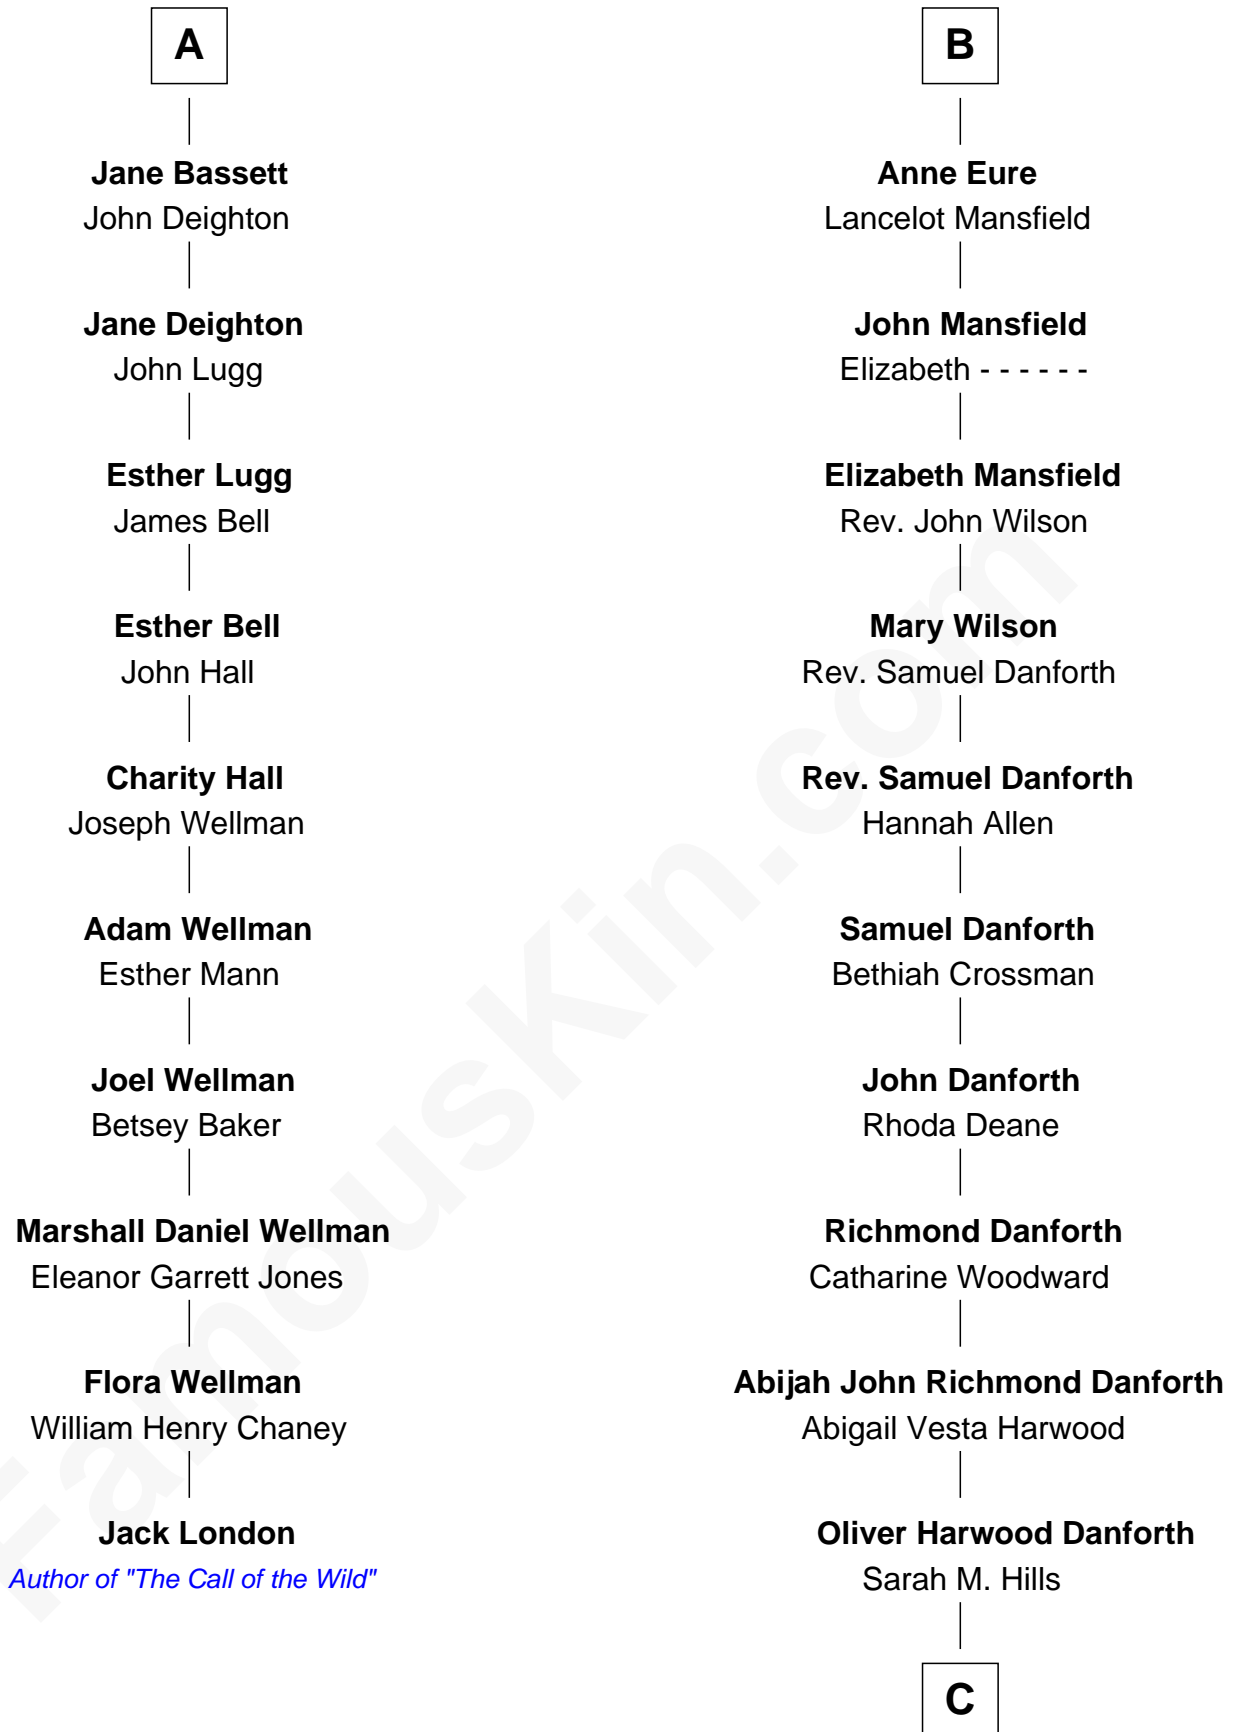 A
Jane Bassett
John Deighton
Jane Deighton
John Lugg
Esther Lugg
James Bell
Esther Bell
John Hall
Charity Hall
Joseph Wellman
Adam Wellman
Esther Mann
Joel Wellman
Betsey Baker
Marshall Daniel Wellman
Eleanor Garrett Jones
Flora Wellman
William Henry Chaney
Jack London
Author of "The Call of the Wild"
B
Anne Eure
Lancelot Mansfield
John Mansfield
Elizabeth - - - - - -
Elizabeth Mansfield
Rev. John Wilson
Mary Wilson
Rev. Samuel Danforth
Rev. Samuel Danforth
Hannah Allen
Samuel Danforth
Bethiah Crossman
John Danforth
Rhoda Deane
Richmond Danforth
Catharine Woodward
Abijah John Richmond Danforth
Abigail Vesta Harwood
Oliver Harwood Danforth
Sarah M. Hills
C
FamousKin.com